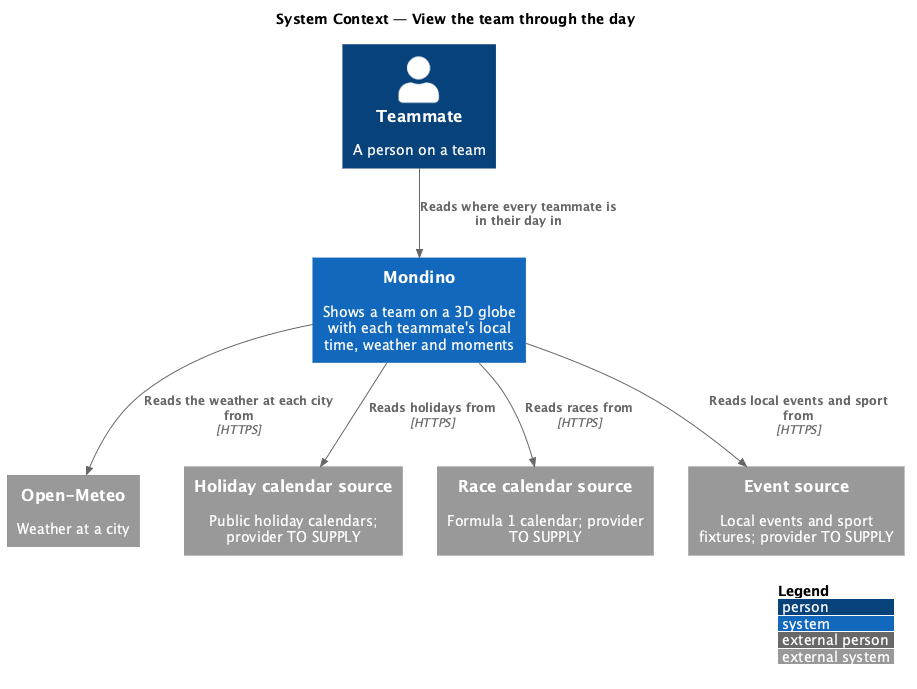 System Context — View the team through the day
Teammate
A person on a team
Reads where every teammate is
in their day in
Mondino
Shows a team on a 3D globe
with each teammate's local
time, weather and moments
Reads the weather at each city
from
[HTTPS]
Reads holidays from
[HTTPS]
Reads races from
[HTTPS]
Reads local events and sport
from
[HTTPS]
Open-Meteo
Weather at a city
Holiday calendar source
Public holiday calendars;
provider TO SUPPLY
Race calendar source
Formula 1 calendar; provider
TO SUPPLY
Event source
Local events and sport
fixtures; provider TO SUPPLY
Legend
person
system
external person
external system